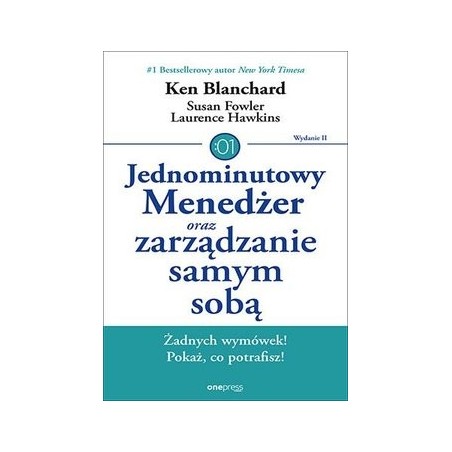 #1 Bestsellerowy autor New York Timesa
Ken Blanchard
Susan Fowler
Laurence Hawkins
Wydanie II
:01
Jednominutowy
Menedżer
oraz
zarządzanie
samym
sobą
Żadnych wymówek!
Pokaż, co potrafisz!
onepress